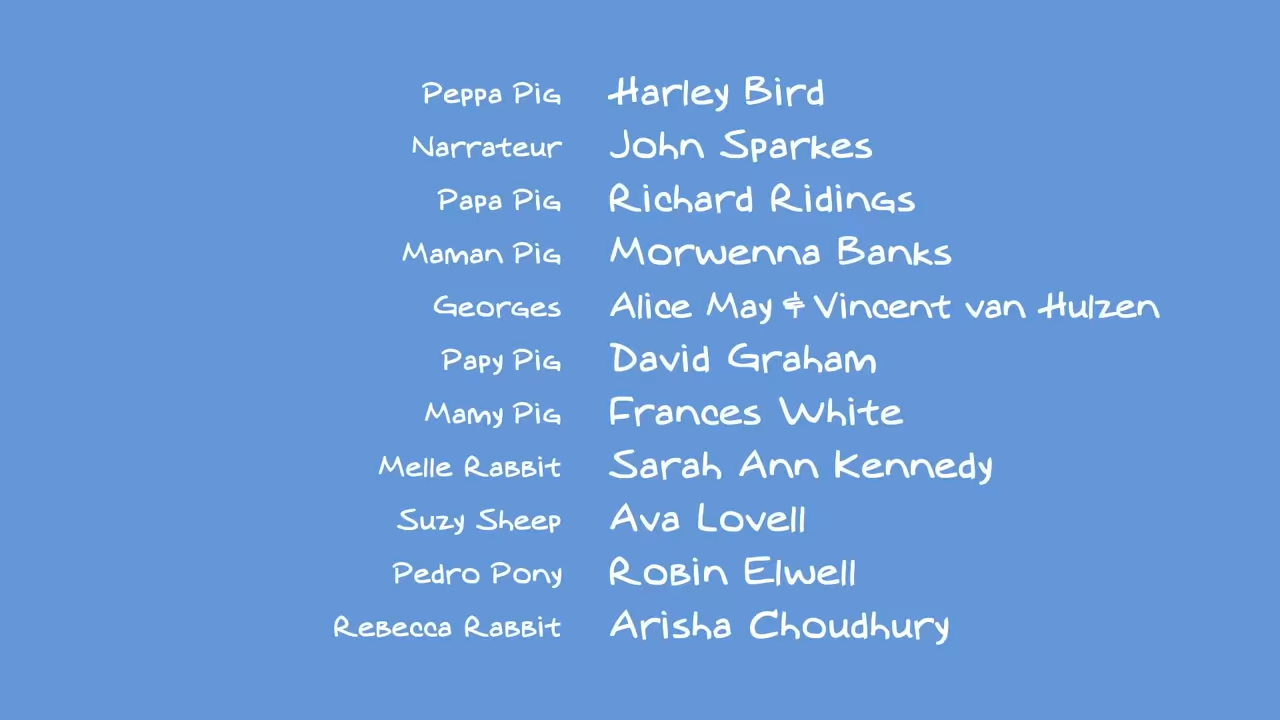 Peppa Pig Harley Bird
Narrateur John Sparkes
Papa Pig Richard Ridings
Maman Pig Morwenna Banks
Georges Alice May & Vincent van Hulzen
Papy Pig David Graham
Mamy Pig Frances White
Melle Rabbit Sarah Ann Kennedy
Suzy Sheep Ava Lovell
Pedro Pony Robin Elwell
Rebecca Rabbit Arisha Choudhury